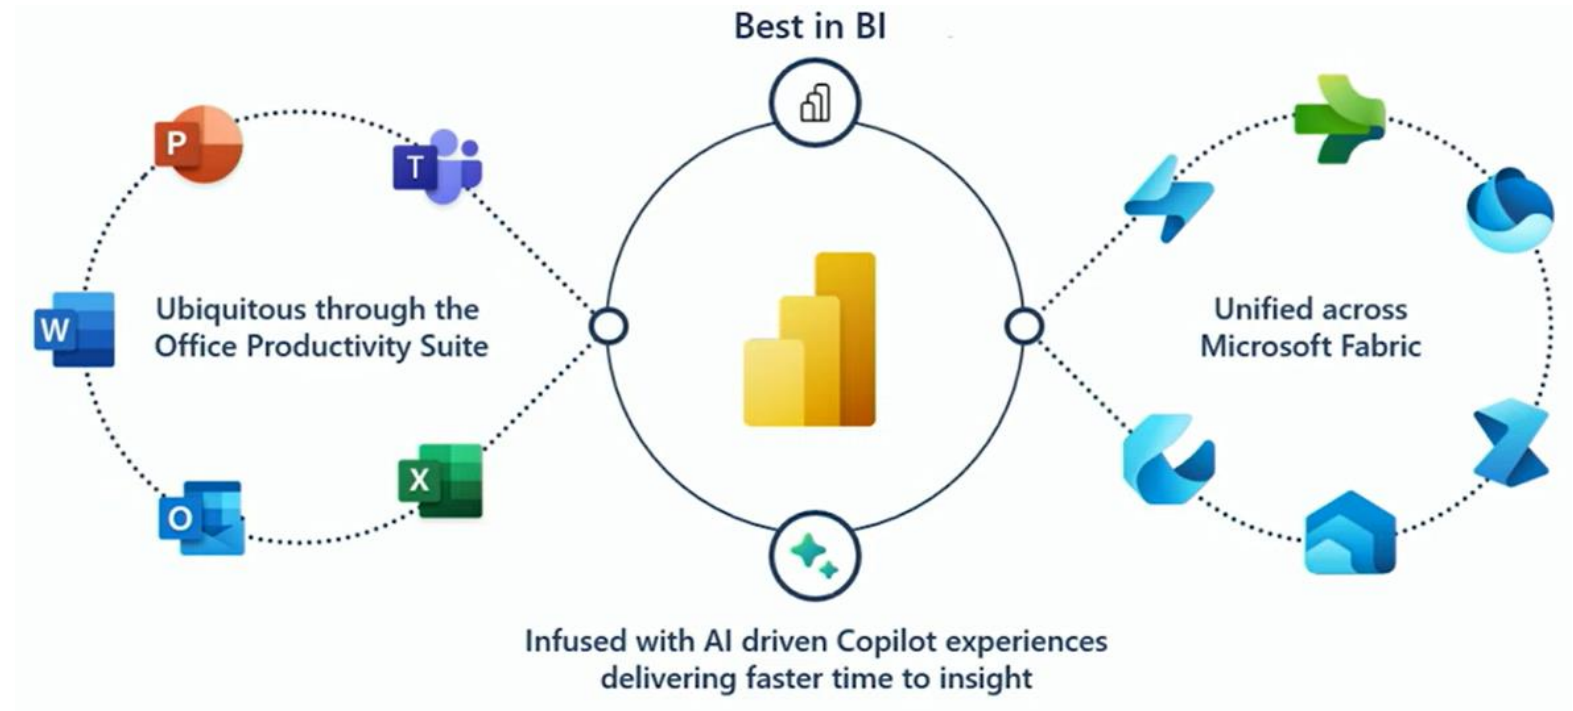 Best in BI
P
T
W
Ubiquitous through the
Office Productivity Suite
O
X
Unified across
Microsoft Fabric
Infused with AI driven Copilot experiences
delivering faster time to insight